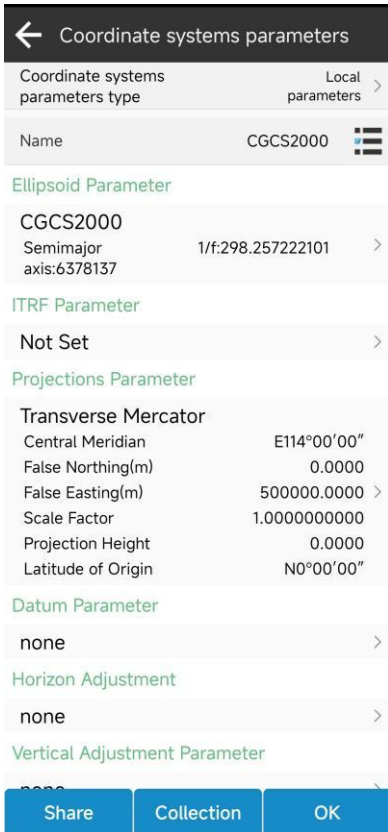 Coordinate systems parameters
Coordinate systems parameters type
Local parameters
Name CGCS2000
Ellipsoid Parameter
CGCS2000
Semimajor axis:6378137
1/f:298.257222101
ITRF Parameter
Not Set
Projections Parameter
Transverse Mercator
Central Meridian E114°00′00″
False Northing(m) 0.0000
False Easting(m) 500000.0000
Scale Factor 1.0000000000
Projection Height 0.0000
Latitude of Origin N0°00′00″
Datum Parameter
none
Horizon Adjustment
none
Vertical Adjustment Parameter
Share Collection OK